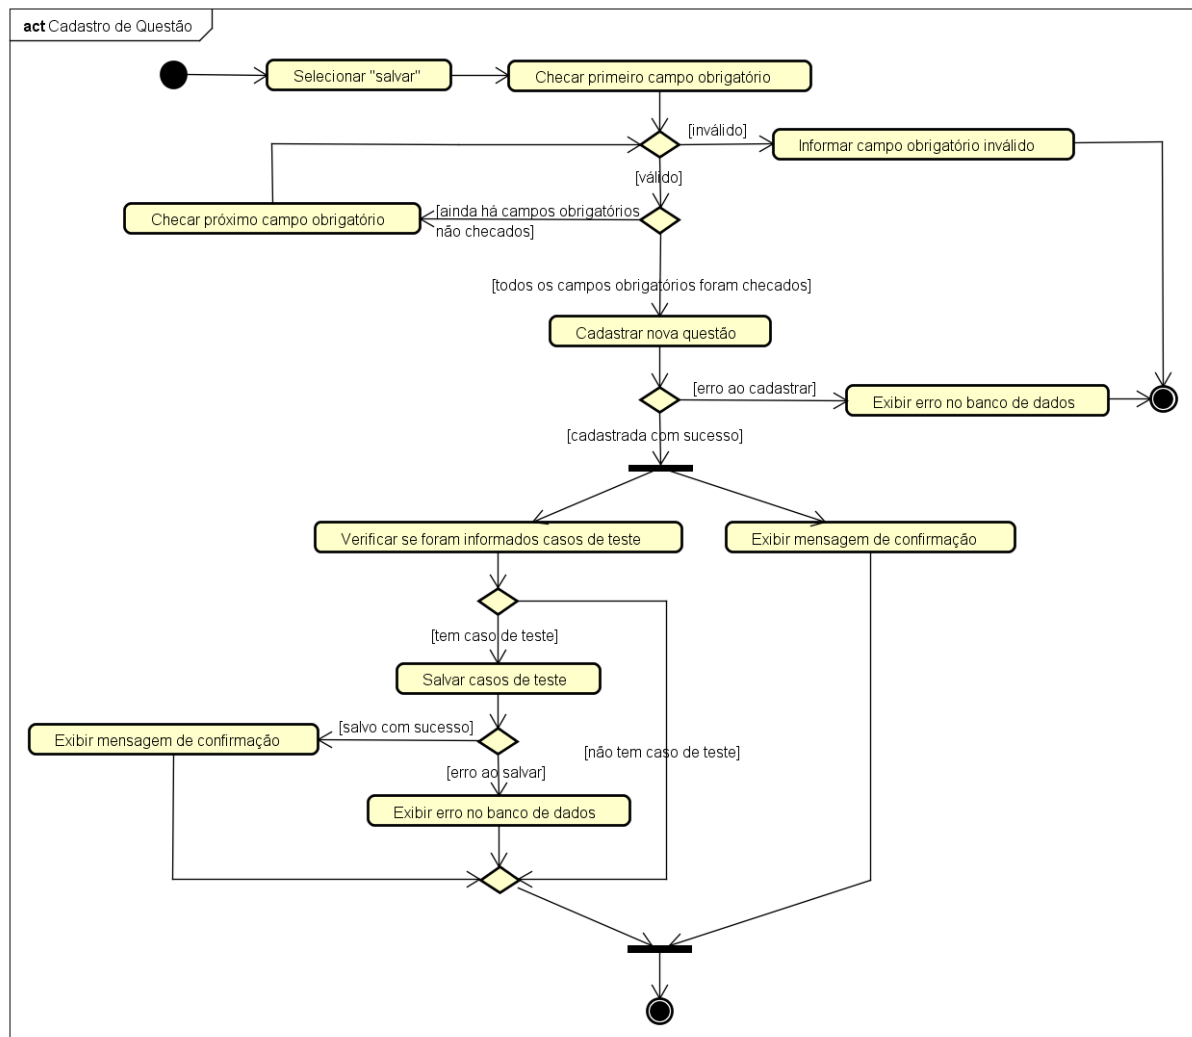 act Cadastro de Questão
Selecionar "salvar"
Checar primeiro campo obrigatório
[inválido]
Informar campo obrigatório inválido
[válido]
Checar próximo campo obrigatório
[ainda há campos obrigatórios
não checados]
[todos os campos obrigatórios foram checados]
Cadastrar nova questão
[erro ao cadastrar]
Exibir erro no banco de dados
[cadastrada com sucesso]
Verificar se foram informados casos de teste
Exibir mensagem de confirmação
[tem caso de teste]
Salvar casos de teste
[salvo com sucesso]
Exibir mensagem de confirmação
[não tem caso de teste]
[erro ao salvar]
Exibir erro no banco de dados